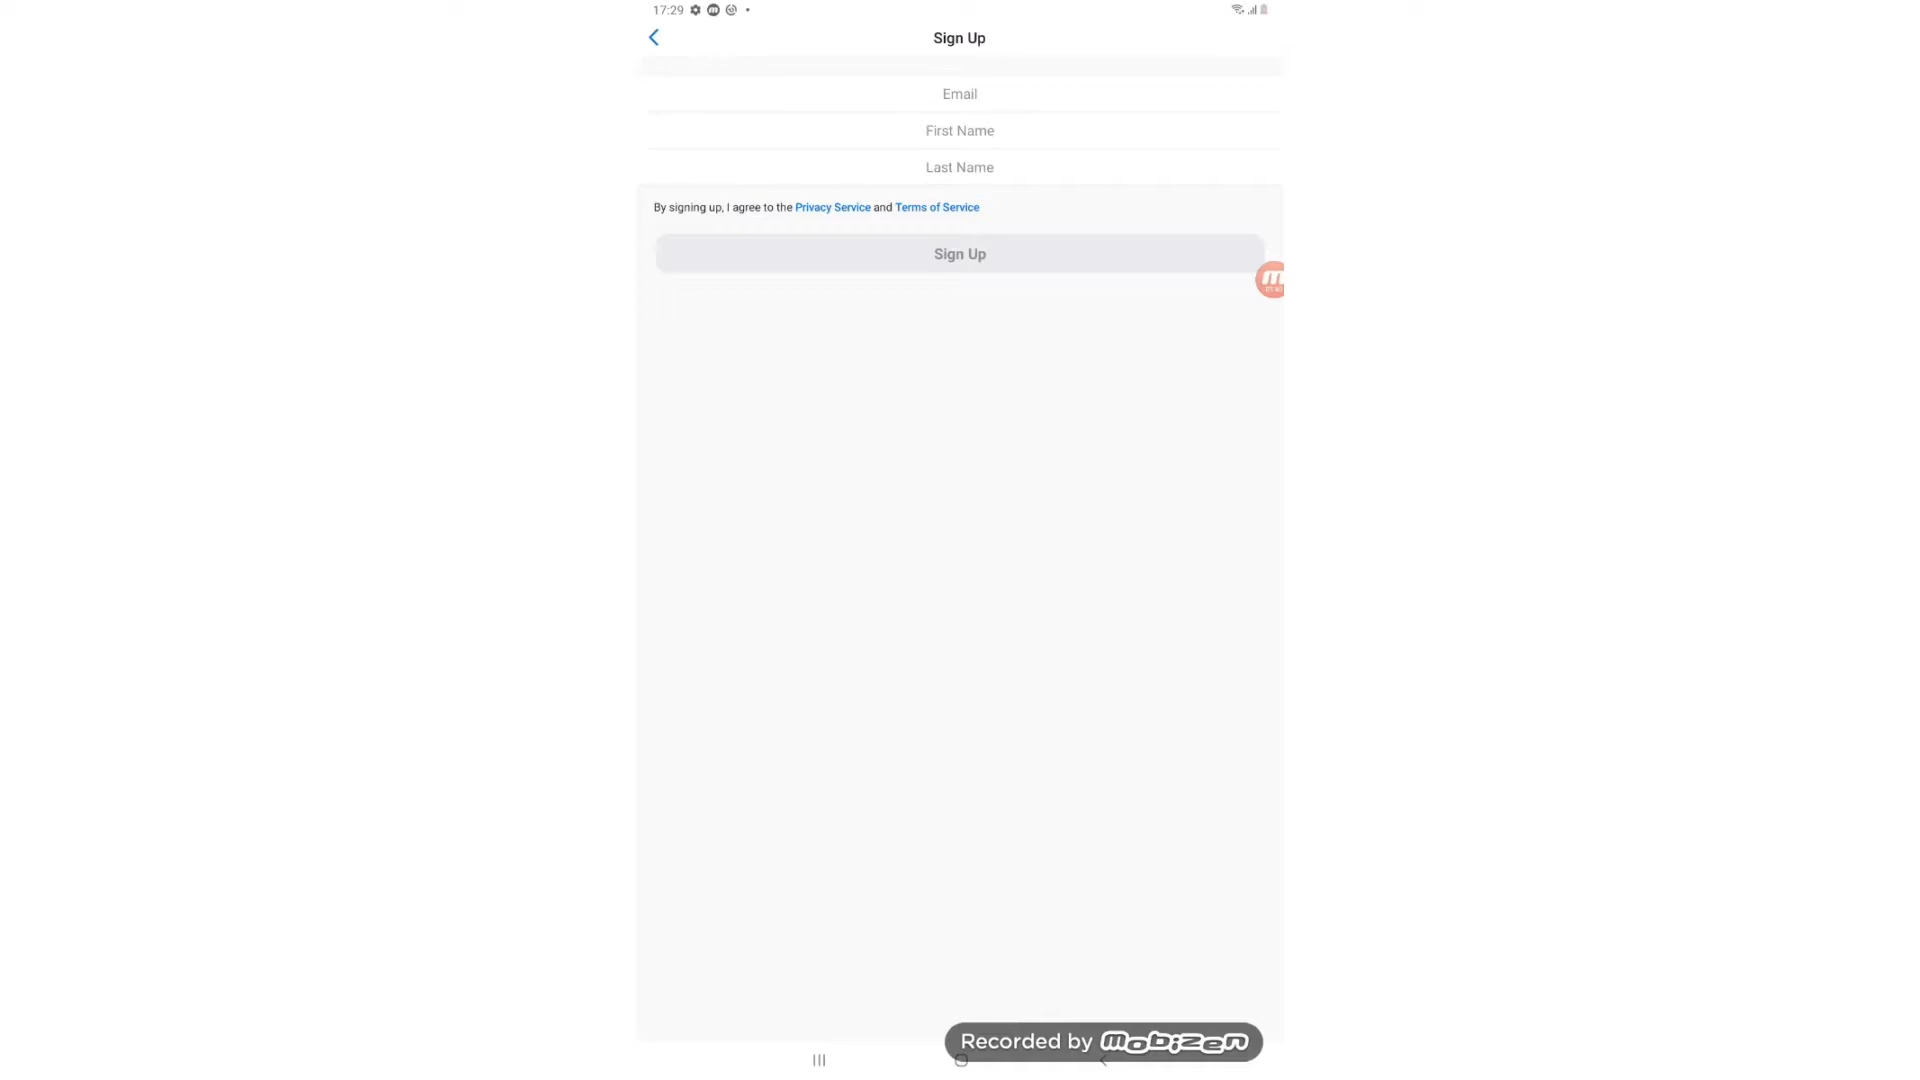 17:29
Sign Up
Email
First Name
Last Name
By signing up, I agree to the Privacy Service and Terms of Service
Sign Up
Recorded by mobizen